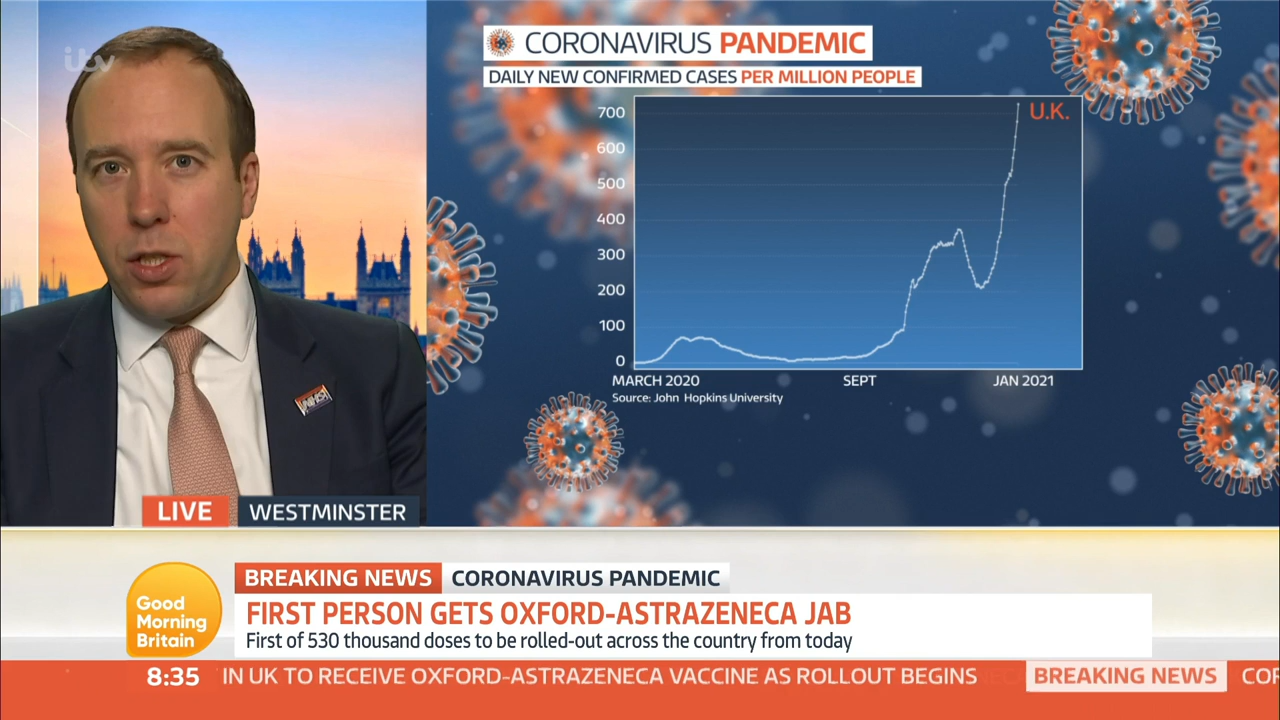 itv
CORONAVIRUS PANDEMIC
DAILY NEW CONFIRMED CASES PER MILLION PEOPLE
700
U.K.
600
500
400
300
200
100
0
MARCH 2020 SEPT JAN 2021
Source: John Hopkins University
NHS
LIVE WESTMINSTER
BREAKING NEWS CORONAVIRUS PANDEMIC
Good
Morning
Britain
FIRST PERSON GETS OXFORD-ASTRAZENECA JAB
First of 530 thousand doses to be rolled-out across the country from today
8:35 IN UK TO RECEIVE OXFORD-ASTRAZENECA VACCINE AS ROLLOUT BEGINS BREAKING NEWS COR